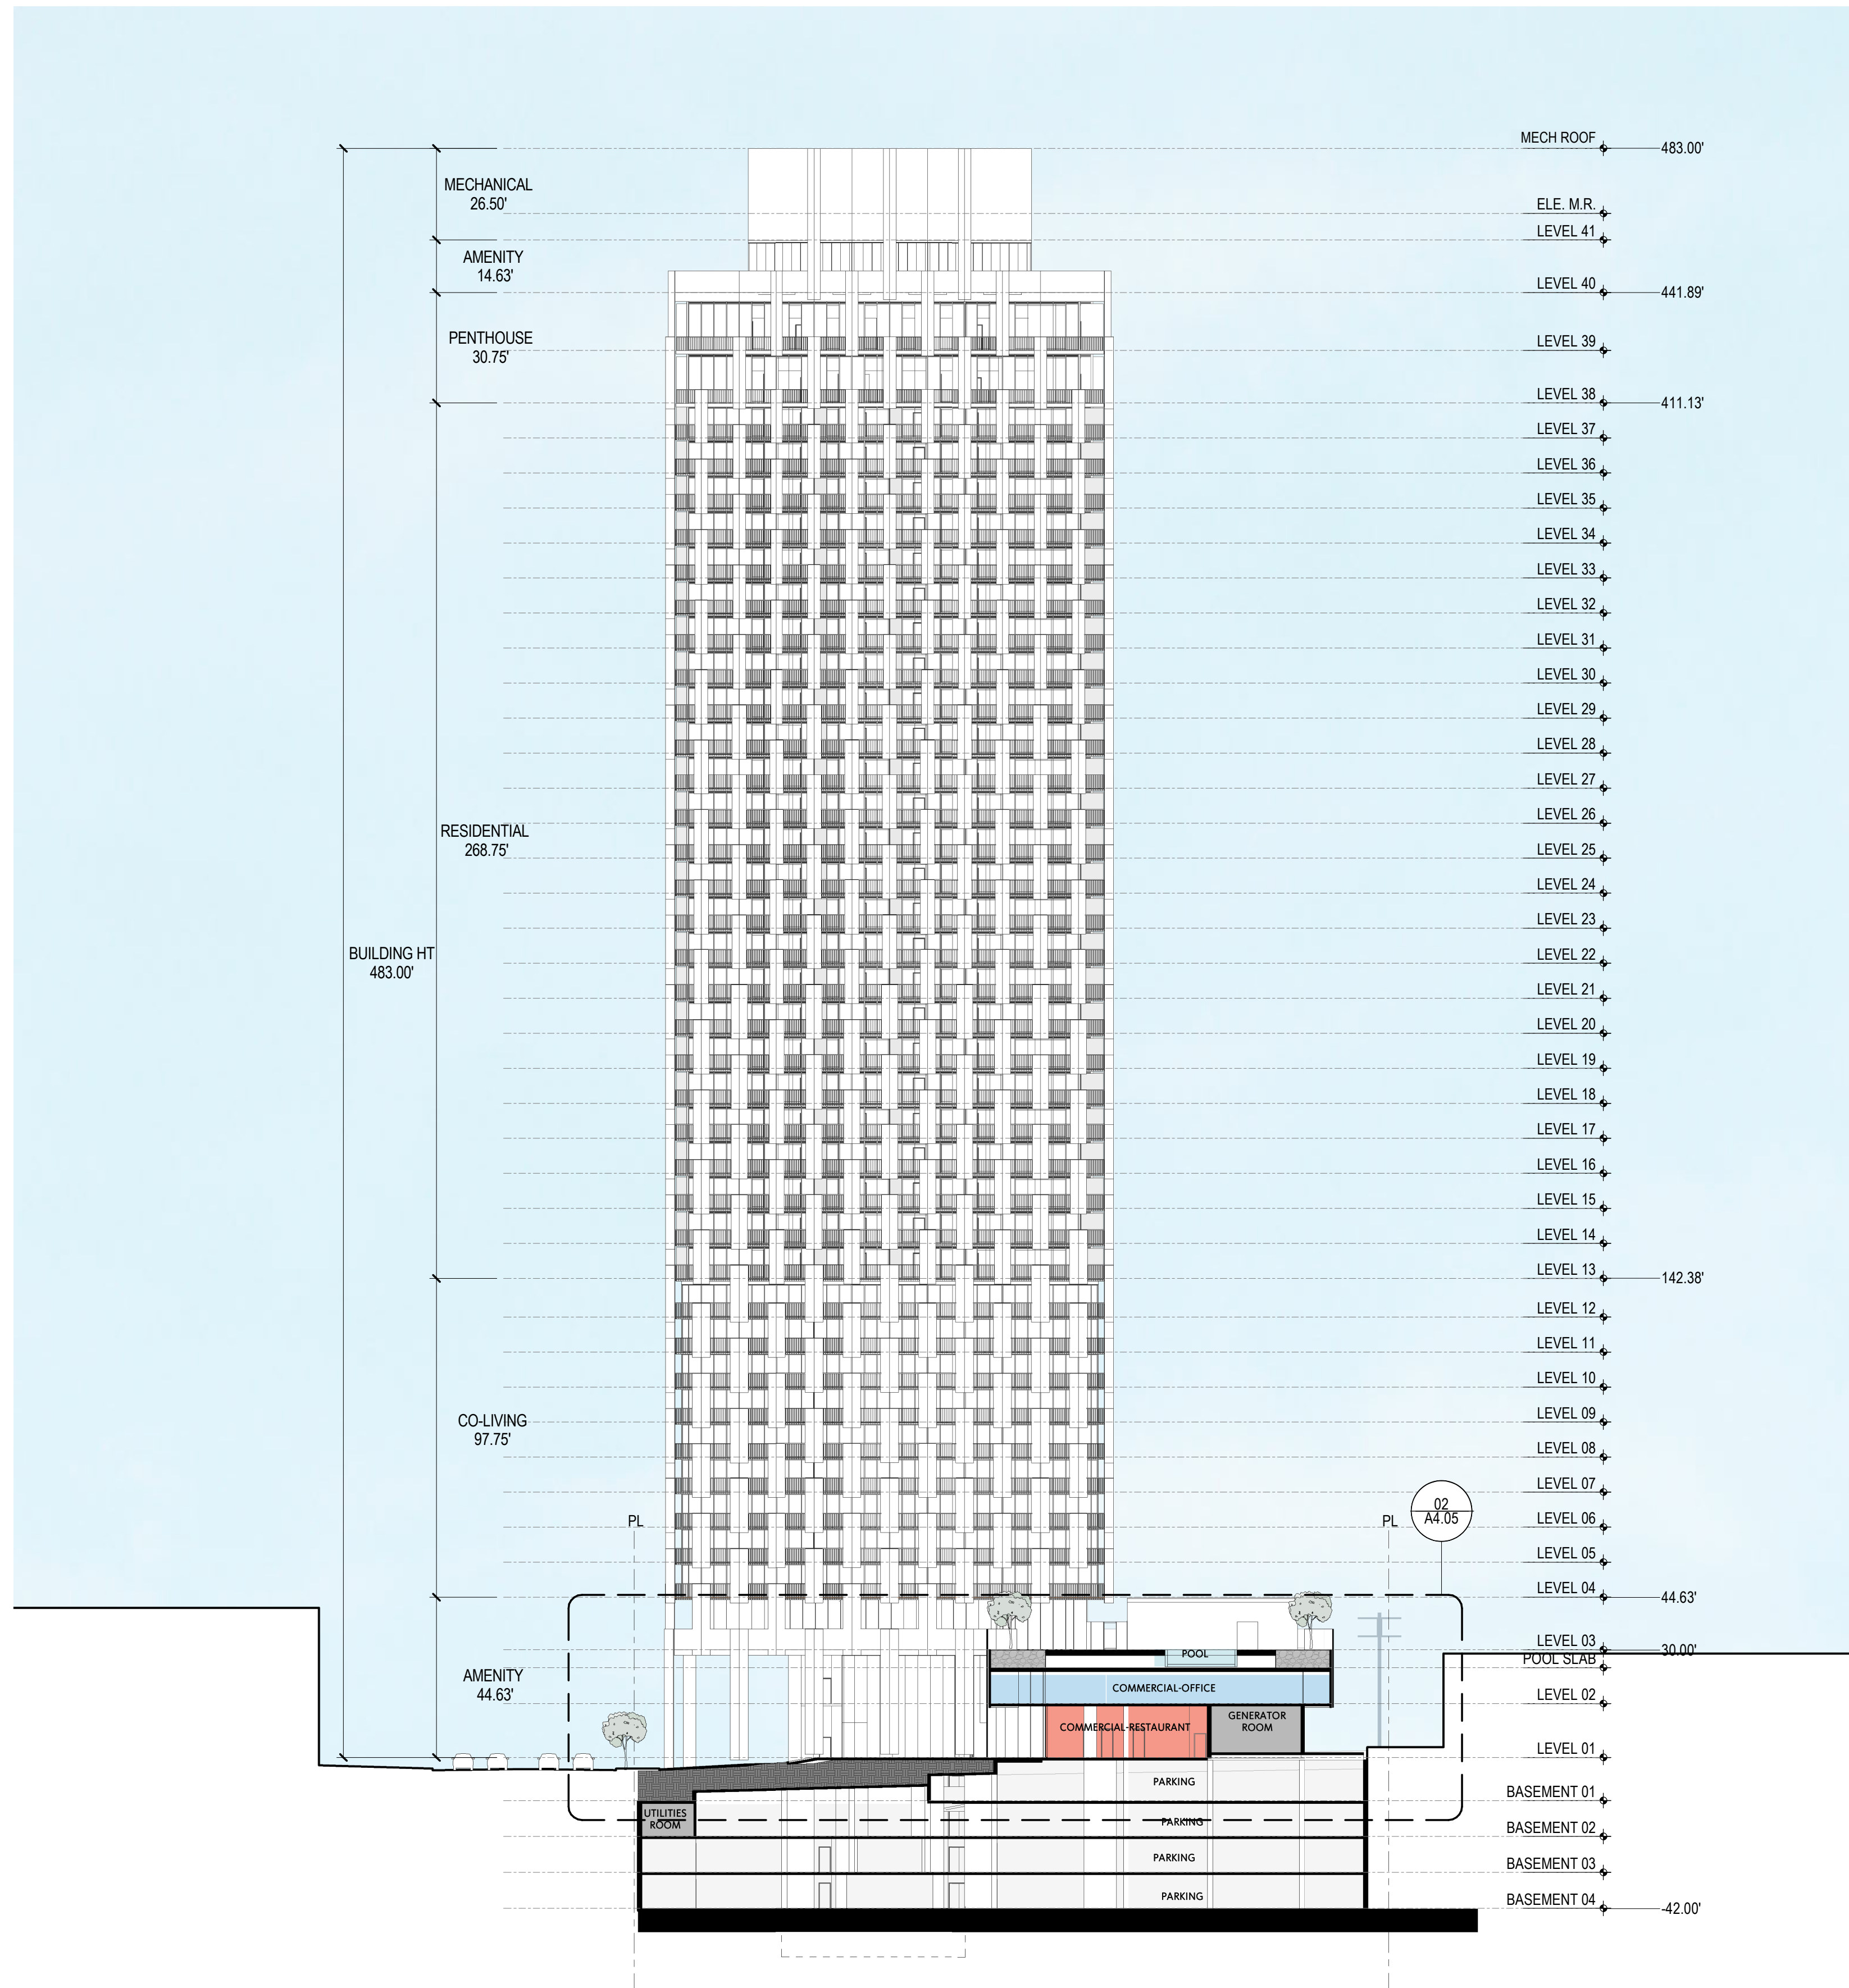 MECH ROOF
483.00'
MECHANICAL
26.50'
ELE. M.R.
LEVEL 41
AMENITY
14.63'
LEVEL 40
441.89'
PENTHOUSE
30.75'
LEVEL 39
LEVEL 38
411.13'
LEVEL 37
LEVEL 36
LEVEL 35
LEVEL 34
LEVEL 33
LEVEL 32
LEVEL 31
LEVEL 30
LEVEL 29
LEVEL 28
LEVEL 27
LEVEL 26
RESIDENTIAL
268.75'
LEVEL 25
LEVEL 24
LEVEL 23
BUILDING HT
483.00'
LEVEL 22
LEVEL 21
LEVEL 20
LEVEL 19
LEVEL 18
LEVEL 17
LEVEL 16
LEVEL 15
LEVEL 14
LEVEL 13
142.38'
LEVEL 12
LEVEL 11
LEVEL 10
CO-LIVING
97.75'
LEVEL 09
LEVEL 08
LEVEL 07
02
A4.05
PL
PL
LEVEL 06
LEVEL 05
LEVEL 04
44.63'
LEVEL 03
30.00'
POOL
POOL SLAB
AMENITY
44.63'
COMMERCIAL-OFFICE
LEVEL 02
COMMERCIAL-RESTAURANT
GENERATOR
ROOM
LEVEL 01
PARKING
BASEMENT 01
UTILITIES
ROOM
PARKING
BASEMENT 02
PARKING
BASEMENT 03
PARKING
BASEMENT 04
-42.00'